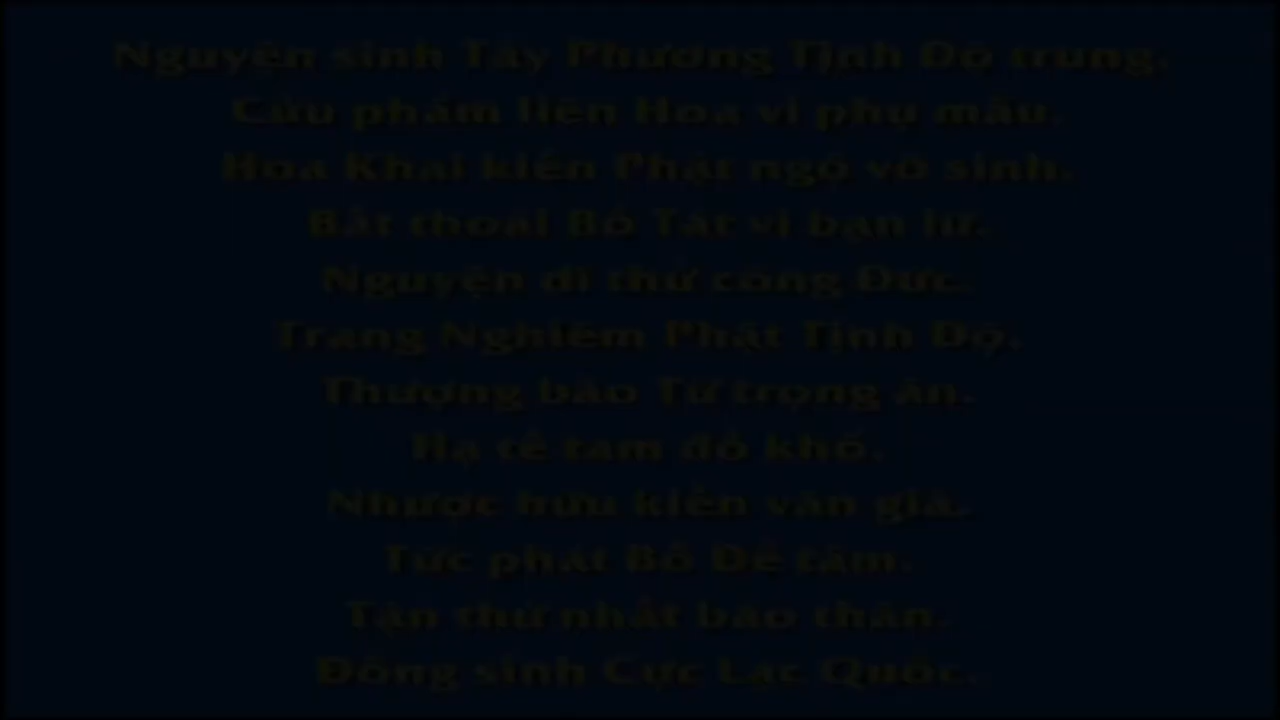 Nguyện sinh Tây Phương Tịnh Độ trung,
Cửu phẩm liên Hoa vi phụ mẫu.
Hoa Khai kiến Phật ngộ vô sinh,
Bất thoái Bồ Tát vi bạn lữ.
Nguyện dĩ thử công Đức.
Trang Nghiêm Phật Tịnh Độ.
Thượng báo Tứ trọng ân.
Hạ tế tam đồ khổ.
Nhược hữu kiến văn giả.
Tức phát Bồ Đề tâm.
Tận thử nhất báo thân.
Đồng sinh Cực Lạc Quốc.